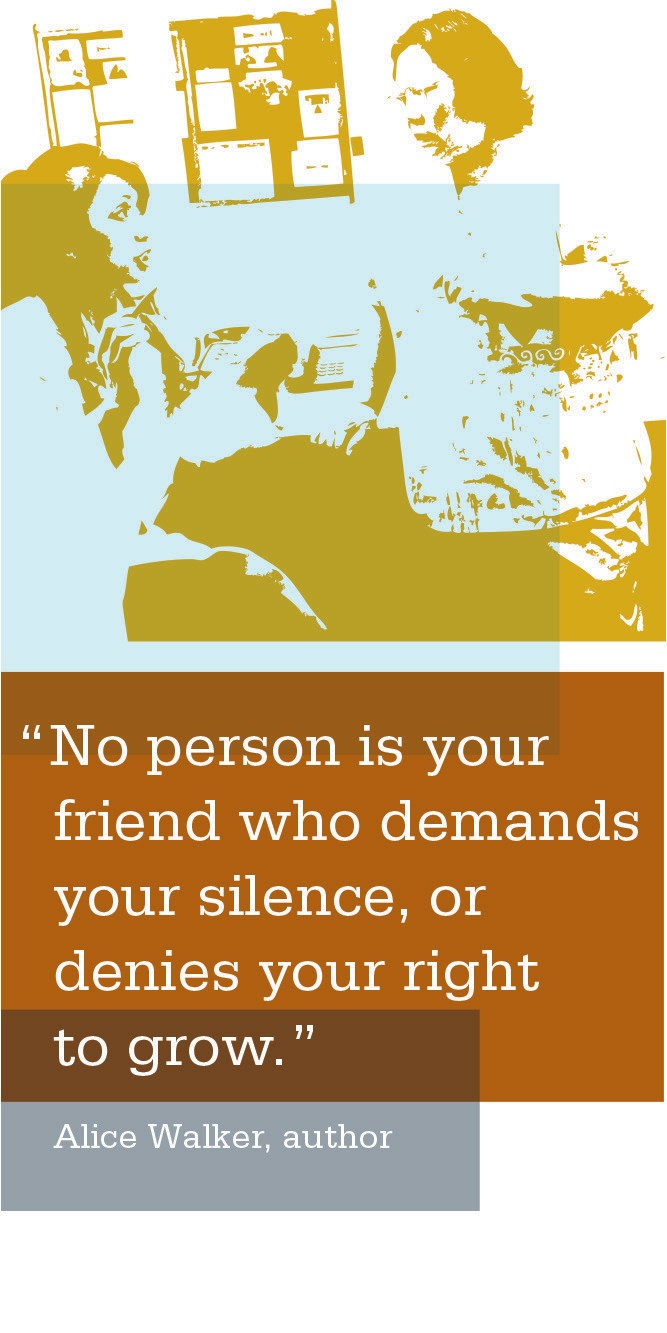 “No person is your
friend who demands
your silence, or
denies your right
to grow.”
Alice Walker, author